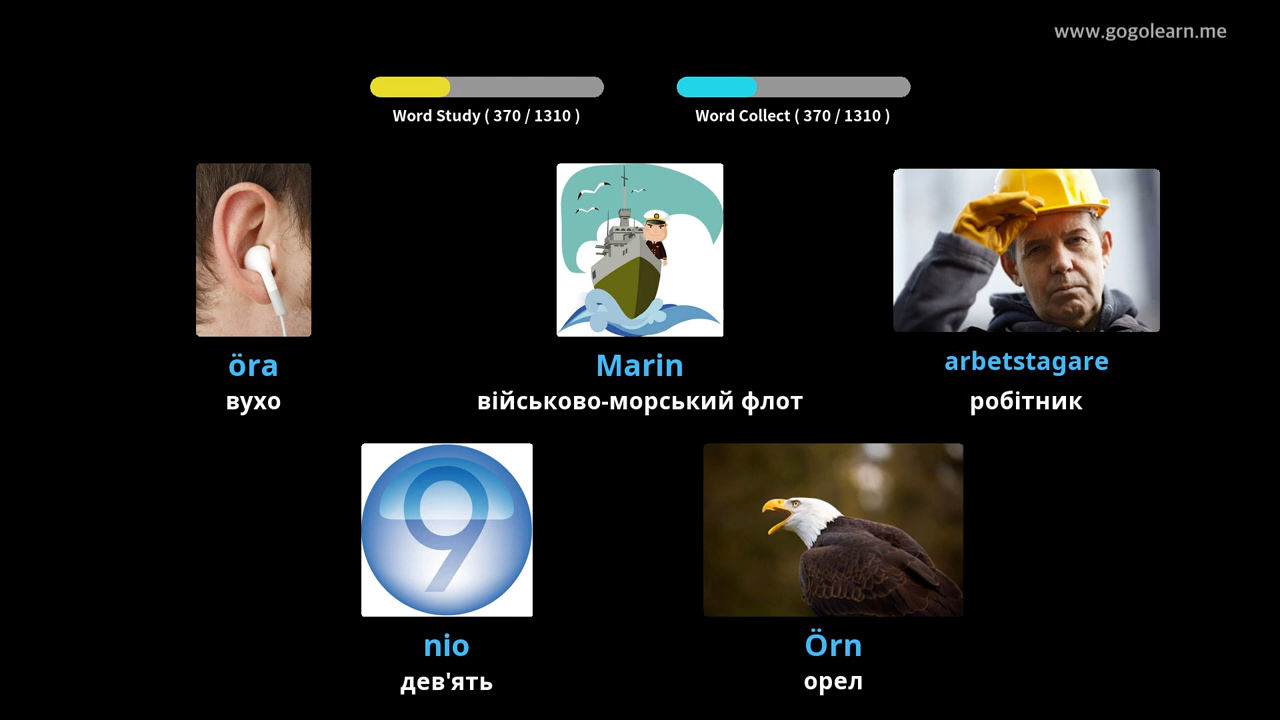 www.gogolearn.me
Word Study ( 370 / 1310 )
Word Collect ( 370 / 1310 )
öra
Marin
arbetstagare
вухо
військово-морський флот
робітник
9
nio
Örn
дев'ять
орел